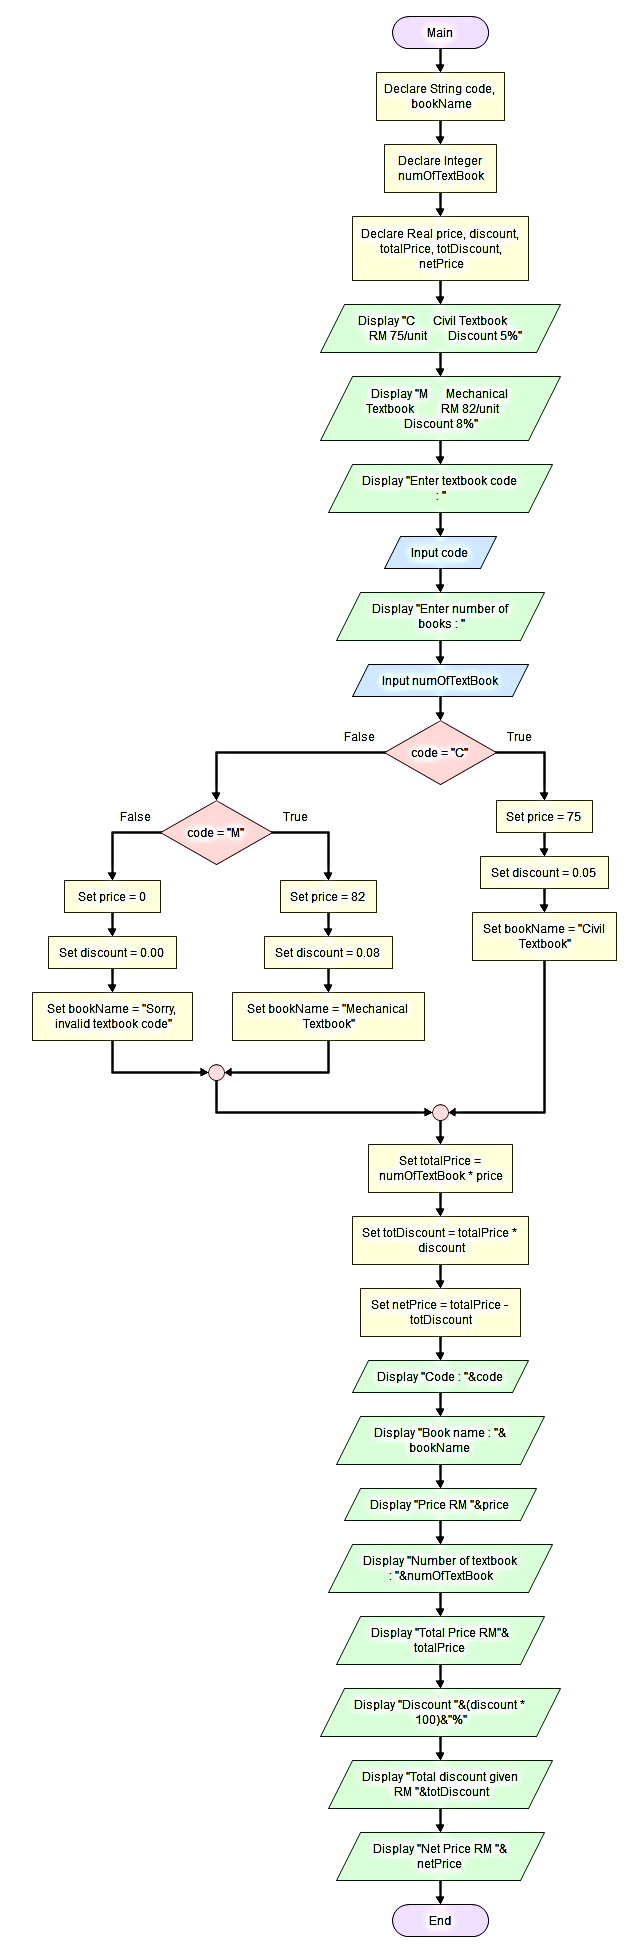 Main
Declare String code,
bookName
Declare Integer
numOfTextBook
Declare Real price, discount,
totalPrice, totDiscount,
netPrice
Display "C Civil Textbook
RM 75/unit Discount 5%"
Display "M Mechanical
Textbook RM 82/unit
Discount 8%"
Display "Enter textbook code
: "
Input code
Display "Enter number of
books : "
Input numOfTextBook
False
True
code = "C"
False
True
code = "M"
Set price = 75
Set discount = 0.05
Set bookName = "Civil
Textbook"
Set price = 0
Set price = 82
Set discount = 0.00
Set discount = 0.08
Set bookName = "Sorry,
invalid textbook code"
Set bookName = "Mechanical
Textbook"
Set totalPrice =
numOfTextBook * price
Set totDiscount = totalPrice *
discount
Set netPrice = totalPrice -
totDiscount
Display "Code : "&code
Display "Book name : "&
bookName
Display "Price RM "&price
Display "Number of textbook
: "&numOfTextBook
Display "Total Price RM"&
totalPrice
Display "Discount "&(discount *
100)&"%"
Display "Total discount given
RM "&totDiscount
Display "Net Price RM "&
netPrice
End